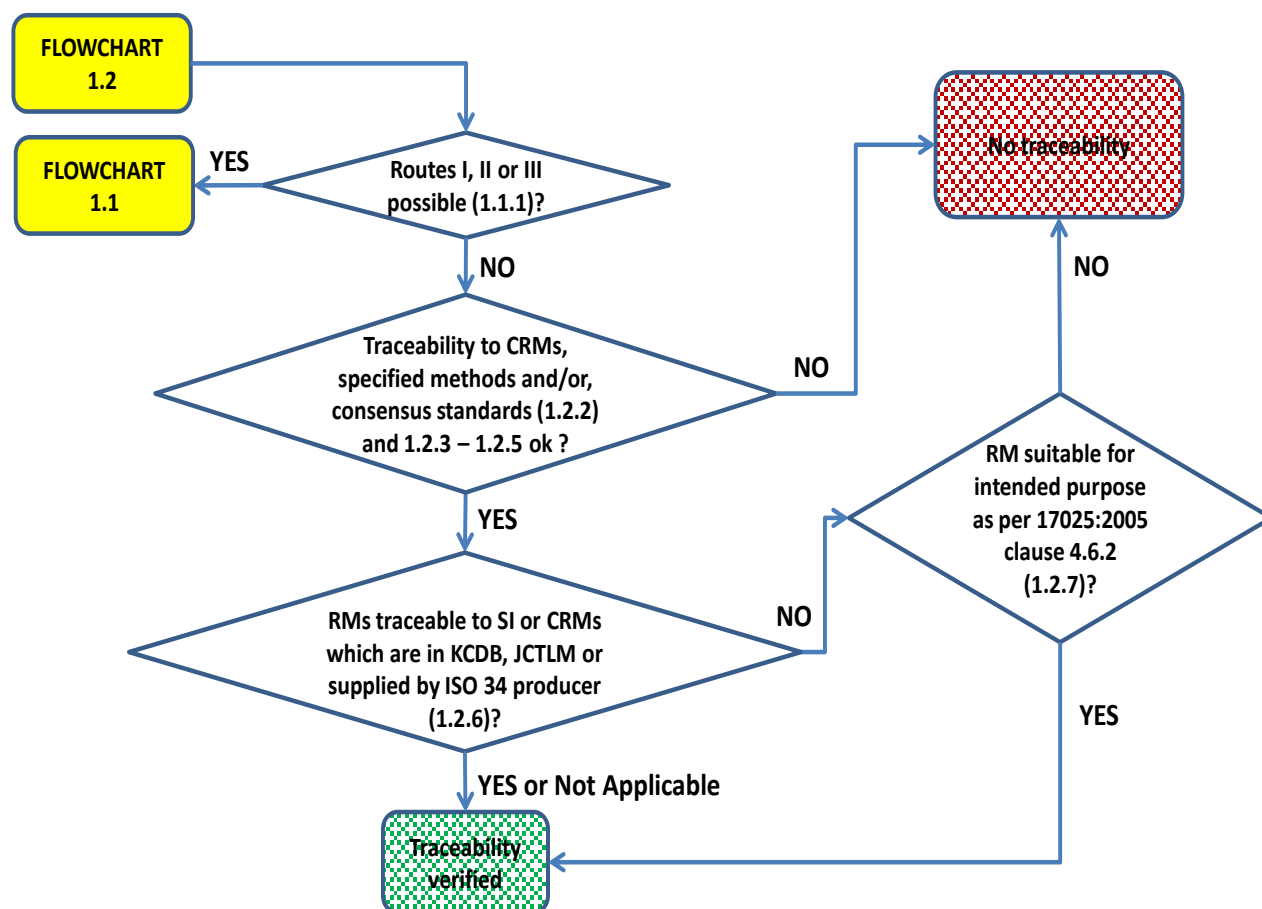 FLOWCHART
1.2
FLOWCHART
1.1
YES
Routes I, II or III
possible (1.1.1)?
No traceability
NO
NO
Traceability to CRMs,
specified methods and/or,
consensus standards (1.2.2)
and 1.2.3 – 1.2.5 ok ?
NO
RM suitable for
intended purpose
as per 17025:2005
clause 4.6.2
(1.2.7)?
YES
RMs traceable to SI or CRMs
which are in KCDB, JCTLM or
supplied by ISO 34 producer
(1.2.6)?
NO
YES
YES or Not Applicable
Traceability
verified